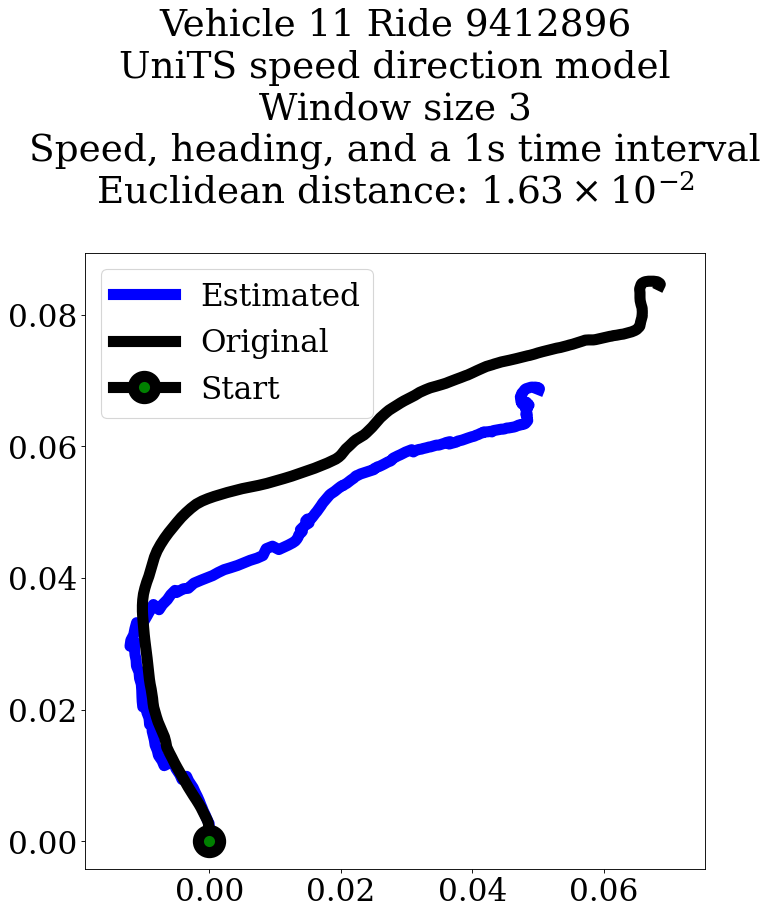 Vehicle 11 Ride 9412896
UniTS speed direction model
Window size 3
Speed, heading, and a 1s time interval
Euclidean distance: 1.63 × 10⁻²
Estimated
Original
Start
0.08
0.06
0.04
0.02
0.00
0.00 0.02 0.04 0.06